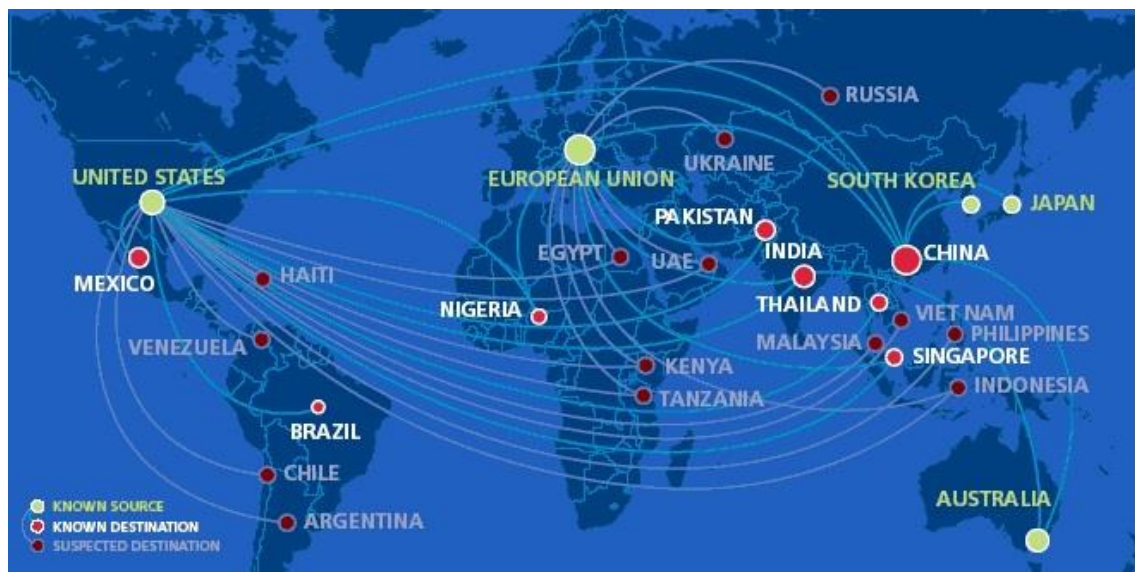 RUSSIA
UKRAINE
UNITED STATES
EUROPEAN UNION
SOUTH KOREA
JAPAN
PAKISTAN
EGYPT
UAE
INDIA
CHINA
MEXICO
HAITI
NIGERIA
THAILAND
VIET NAM
PHILIPPINES
VENEZUELA
MALAYSIA
SINGAPORE
KENYA
TANZANIA
INDONESIA
BRAZIL
CHILE
AUSTRALIA
ARGENTINA
KNOWN SOURCE
KNOWN DESTINATION
SUSPECTED DESTINATION